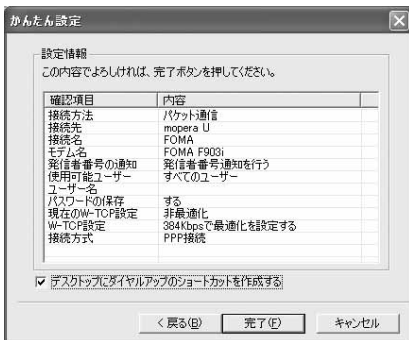 かんたん設定
設定情報
この内容でよろしければ、完了ボタンを押してください。
確認項目 内容
接続方法 パケット通信
接続先 mopera U
接続名 FOMA
モデム名 FOMA F903i
発信者番号の通知 発信者番号通知を行う
使用可能ユーザー すべてのユーザー
ユーザー名
パスワードの保存 する
現在のW-TCP設定 非最適化
W-TCP設定 384Kbpsで最適化を設定する
接続方式 PPP接続
デスクトップにダイヤルアップのショートカットを作成する
< 戻る(B) 完了(F) キャンセル